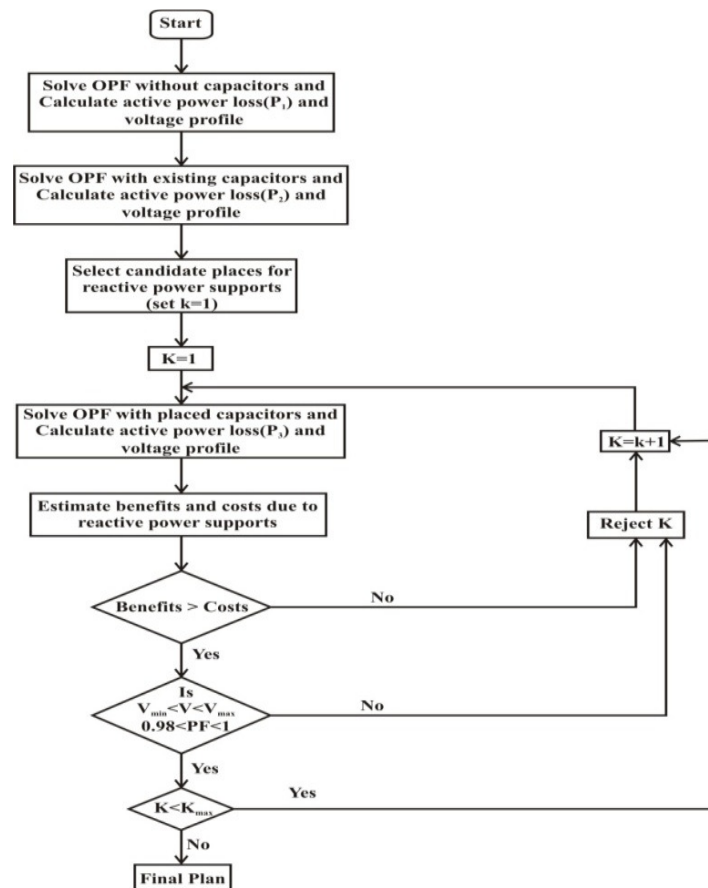 Start
Solve OPF without capacitors and
Calculate active power loss(P₁) and
voltage profile
Solve OPF with existing capacitors and
Calculate active power loss(P₂) and
voltage profile
Select candidate places for
reactive power supports
(set k=1)
K=1
Solve OPF with placed capacitors and
Calculate active power loss(P₃) and
voltage profile
K=k+1
Estimate benefits and costs due to
reactive power supports
Reject K
Benefits > Costs
No
Yes
Is
Vₘᵢₙ<V<Vₘₐₓ
0.98<PF<1
No
Yes
K<Kₘₐₓ
Yes
No
Final Plan